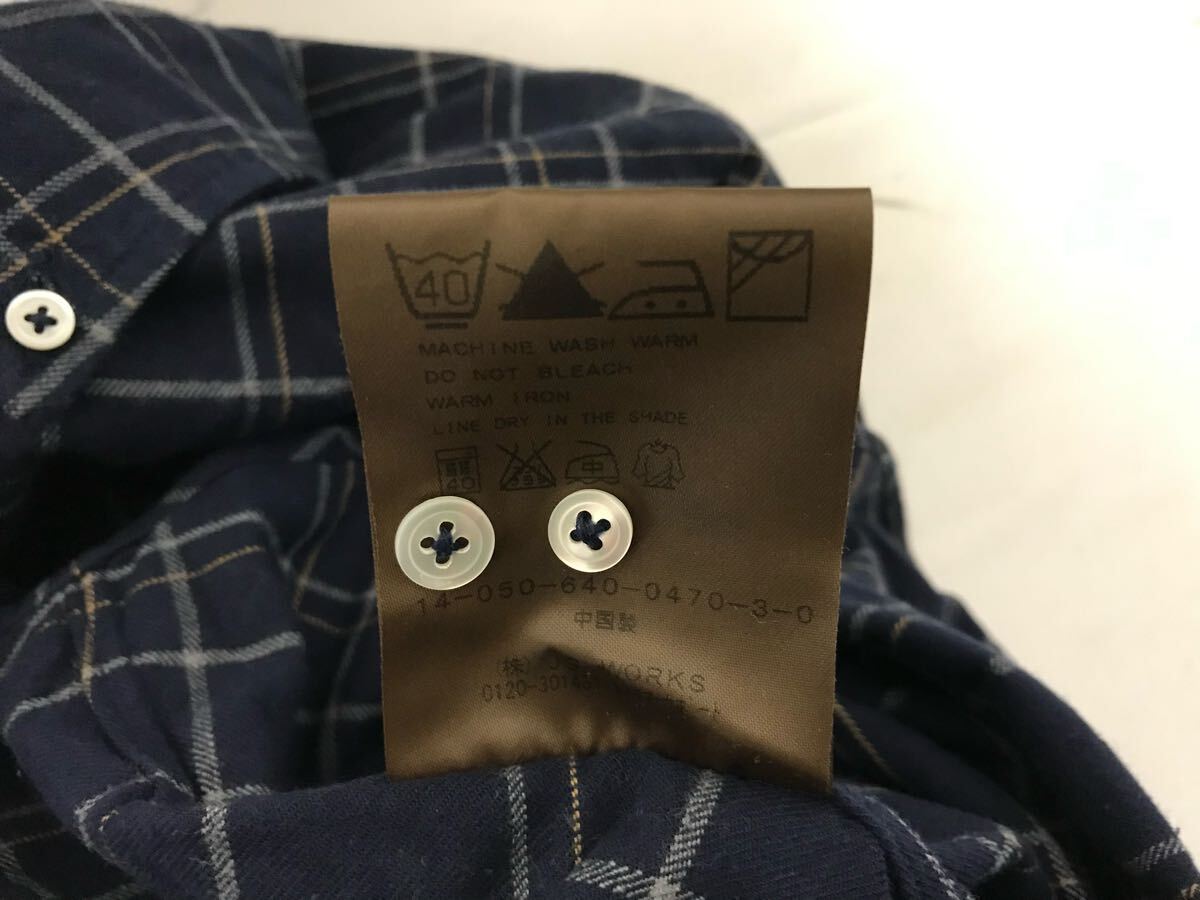 40
MACHINE WASH WARM
DO NOT BLEACH
WARM IRON
LINE DRY IN THE SHADE
40 中
14-050-640-0470-3-0
中国製
(株) WORKS